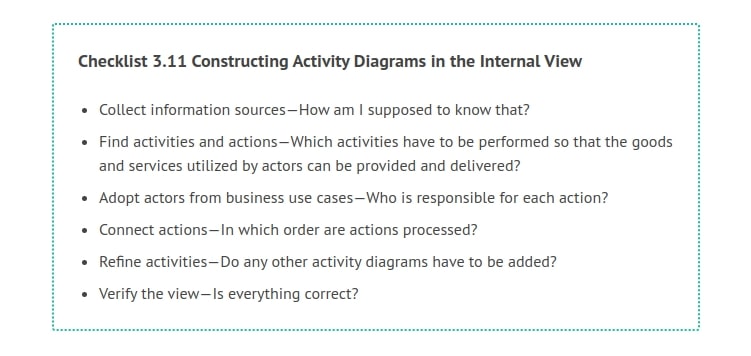 Checklist 3.11 Constructing Activity Diagrams in the Internal View
• Collect information sources—How am I supposed to know that?
• Find activities and actions—Which activities have to be performed so that the goods
and services utilized by actors can be provided and delivered?
• Adopt actors from business use cases—Who is responsible for each action?
• Connect actions—In which order are actions processed?
• Refine activities—Do any other activity diagrams have to be added?
• Verify the view—Is everything correct?